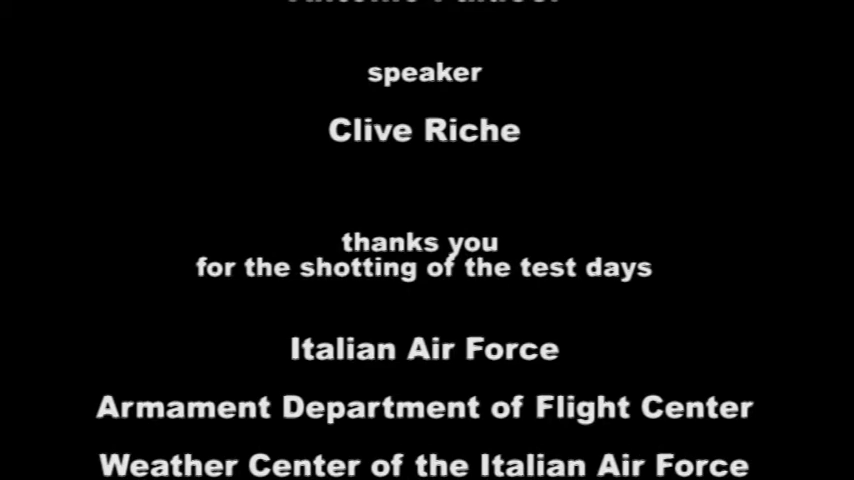 speaker
Clive Riche
thanks you
for the shotting of the test days
Italian Air Force
Armament Department of Flight Center
Weather Center of the Italian Air Force